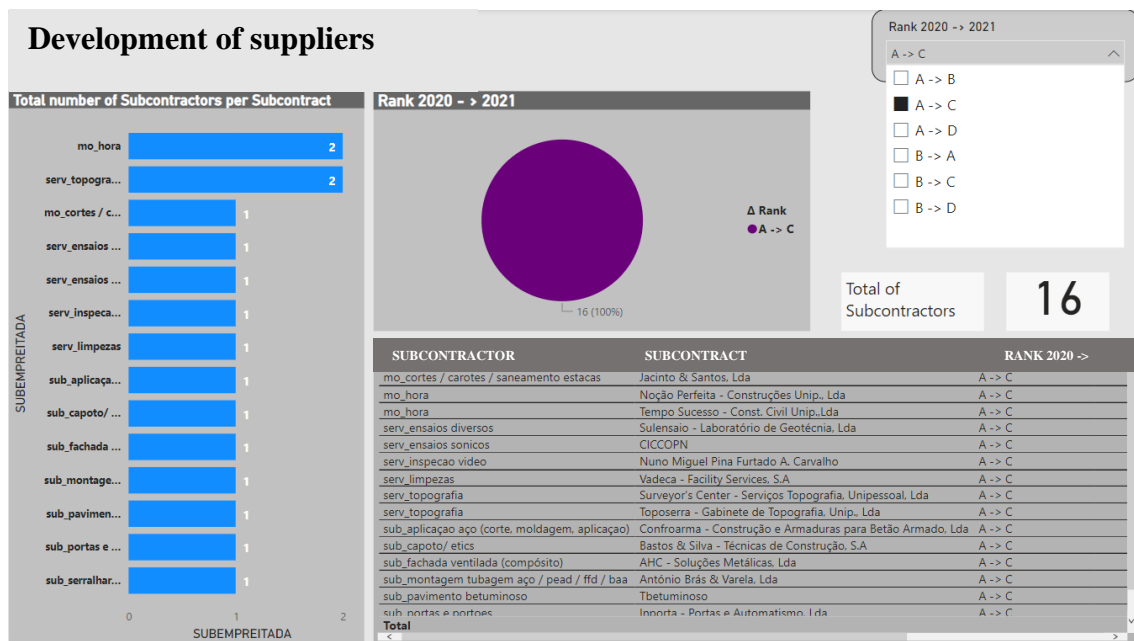 Development of suppliers
Rank 2020 -> 2021
A -> C
A -> B
A -> C
A -> D
B -> A
B -> C
B -> D
Total number of Subcontractors per Subcontract
SUBEMPREITADA
mo_hora
2
serv_topogra...
2
mo_cortes / c...
1
serv_ensaios ...
1
serv_ensaios ...
1
serv_inspeca...
1
serv_limpezas
1
sub_aplicaça...
1
sub_capoto/ ...
1
sub_fachada ...
1
sub_montage...
1
sub_pavimen...
1
sub_portas e ...
1
sub_serralhar...
1
0 1 2
SUBEMPREITADA
Rank 2020 - > 2021
Δ Rank
A -> C
16 (100%)
Total of
Subcontractors
16
SUBCONTRACTOR SUBCONTRACT RANK 2020 ->
mo_cortes / carotes / saneamento estacas Jacinto & Santos, Lda A -> C
mo_hora Noção Perfeita - Construções Unip., Lda A -> C
mo_hora Tempo Sucesso - Const. Civil Unip.,Lda A -> C
serv_ensaios diversos Sulensaio - Laboratório de Geotécnia, Lda A -> C
serv_ensaios sonicos CICCOPN A -> C
serv_inspecao video Nuno Miguel Pina Furtado A. Carvalho A -> C
serv_limpezas Vadeca - Facility Services, S.A A -> C
serv_topografia Surveyor's Center - Serviços Topografia, Unipessoal, Lda A -> C
serv_topografia Toposerra - Gabinete de Topografia, Unip., Lda A -> C
sub_aplicaçao aço (corte, moldagem, aplicaçao) Confroarma - Construção e Armaduras para Betão Armado, Lda A -> C
sub_capoto/ etics Bastos & Silva - Técnicas de Construção, S.A A -> C
sub_fachada ventilada (compósito) AHC - Soluções Metálicas, Lda A -> C
sub_montagem tubagem aço / pead / ffd / baa António Brás & Varela, Lda A -> C
sub_pavimento betuminoso Tbetuminoso A -> C
sub_portas e portoes Inporta - Portas e Automatismo, Lda A -> C
Total